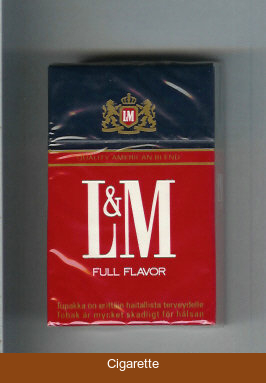 LM
QUALITY AMERICAN BLEND
L&M
FULL FLAVOR
Tupakka on erittäin haitallista terveydelle
Tobak är mycket skadligt för hälsan
Cigarette